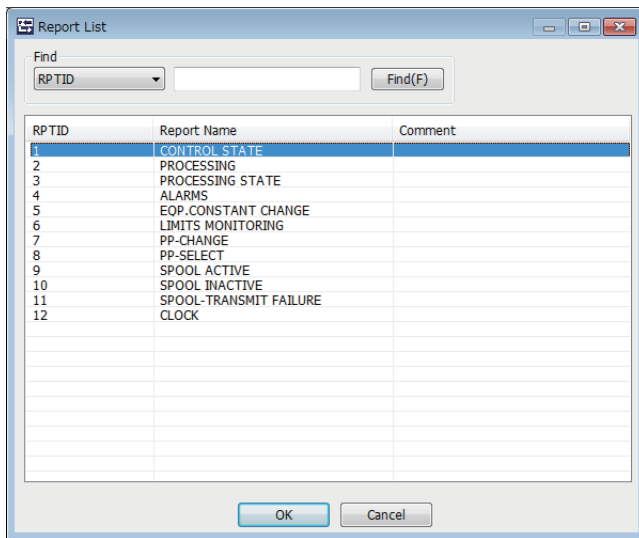 Report List
Find
RPTID Find(F)
RPTID Report Name Comment
1 CONTROL STATE
2 PROCESSING
3 PROCESSING STATE
4 ALARMS
5 EQP.CONSTANT CHANGE
6 LIMITS MONITORING
7 PP-CHANGE
8 PP-SELECT
9 SPOOL ACTIVE
10 SPOOL INACTIVE
11 SPOOL-TRANSMIT FAILURE
12 CLOCK
OK Cancel